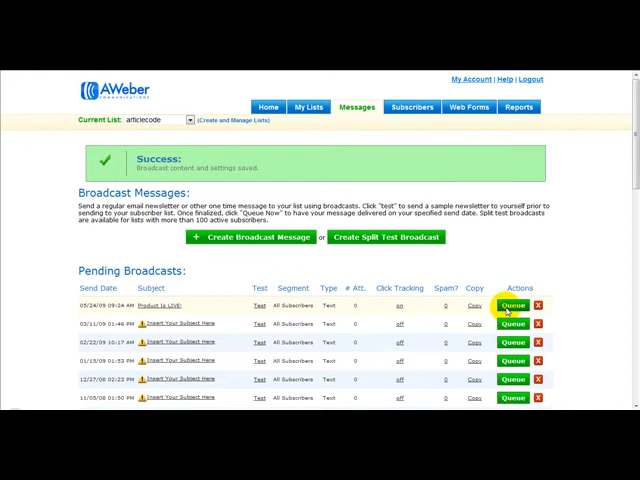 My Account | Help | Logout
AWeber
COMMUNICATIONS
Home My Lists Messages Subscribers Web Forms Reports
Current List: articlecode (Create and Manage Lists)
Success:
Broadcast content and settings saved.
Broadcast Messages:
Send a regular email newsletter or other one time message to your list using broadcasts. Click "test" to send a sample newsletter to yourself prior to
sending to your subscriber list. Once finalized, click "Queue Now" to have your message delivered on your specified send date. Split test broadcasts
are available for lists with more than 100 active subscribers.
+ Create Broadcast Message or Create Split Test Broadcast
Pending Broadcasts:
Send Date Subject Test Segment Type # Att. Click Tracking Spam? Copy Actions
05/24/09 09:24 AM Product Is LIVE! Test All Subscribers Text 0 on 0 Copy Queue X
03/11/09 01:46 PM Insert Your Subject Here Test All Subscribers Text 0 off 0 Copy Queue X
02/22/09 10:17 AM Insert Your Subject Here Test All Subscribers Text 0 off 0 Copy Queue X
01/15/09 01:53 PM Insert Your Subject Here Test All Subscribers Text 0 off 0 Copy Queue X
12/27/08 02:23 PM Insert Your Subject Here Test All Subscribers Text 0 off 0 Copy Queue X
11/05/08 01:50 PM Insert Your Subject Here Test All Subscribers Text 0 off 0 Copy Queue X